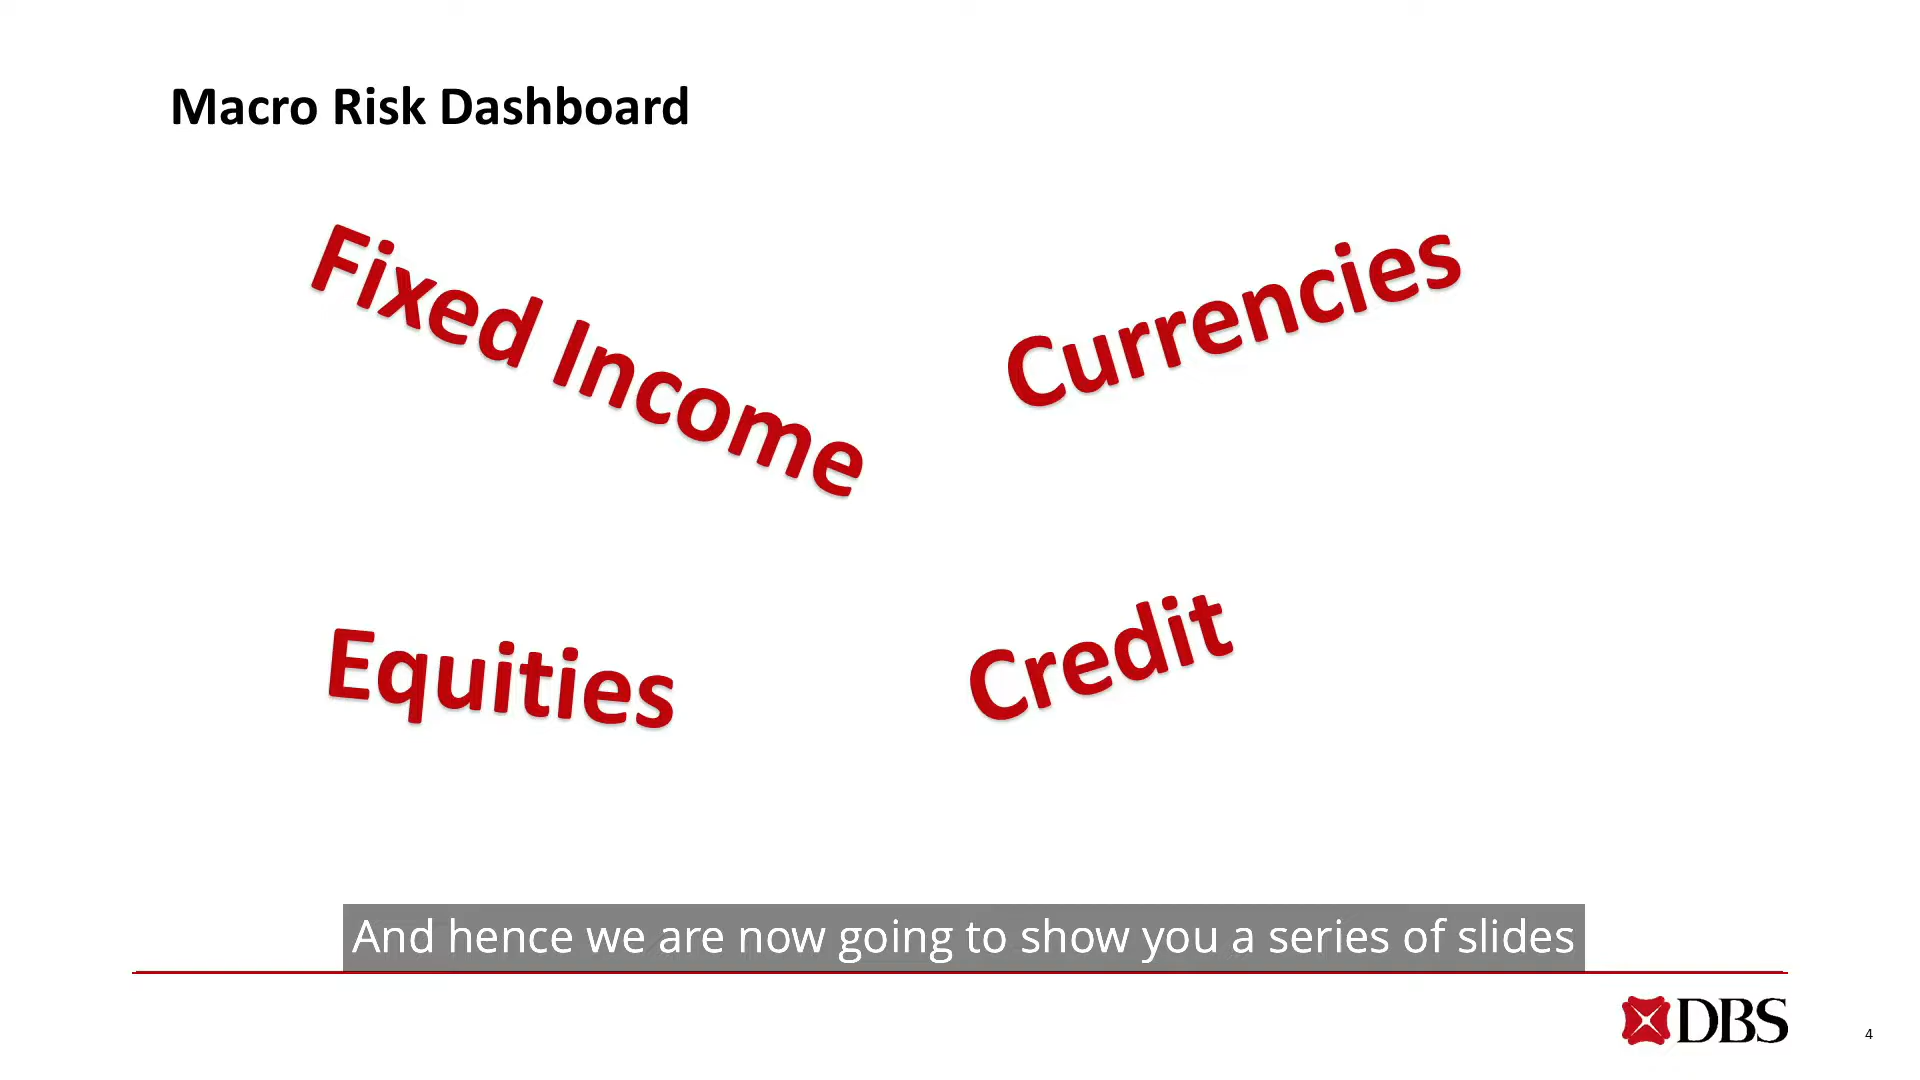 Macro Risk Dashboard
Fixed Income
Currencies
Equities
Credit
And hence we are now going to show you a series of slides
DBS
4